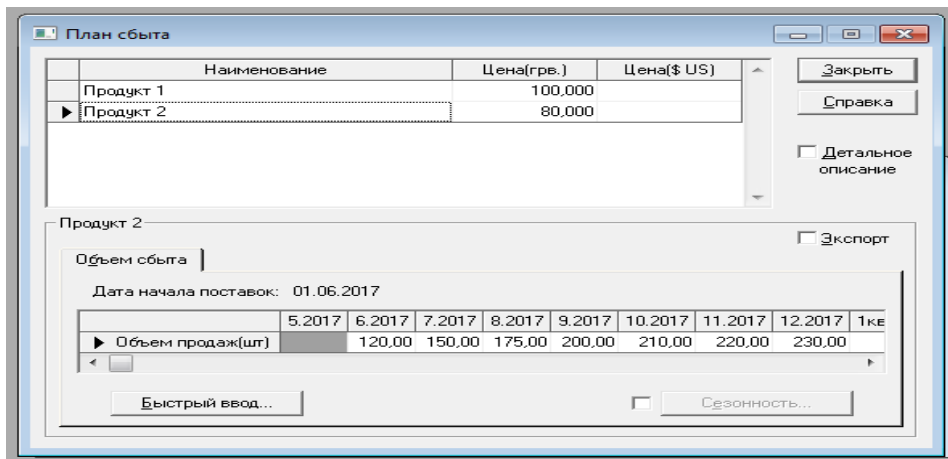 План сбыта
Наименование Цена(грв.) Цена($ US)
Продукт 1 100,000
Продукт 2 80,000
Закрыть
Справка
Детальное
описание
Продукт 2
Экспорт
Объем сбыта
Дата начала поставок: 01.06.2017
5.2017 6.2017 7.2017 8.2017 9.2017 10.2017 11.2017 12.2017 1кв
Объем продаж(шт) 120,00 150,00 175,00 200,00 210,00 220,00 230,00
Быстрый ввод...
Сезонность...